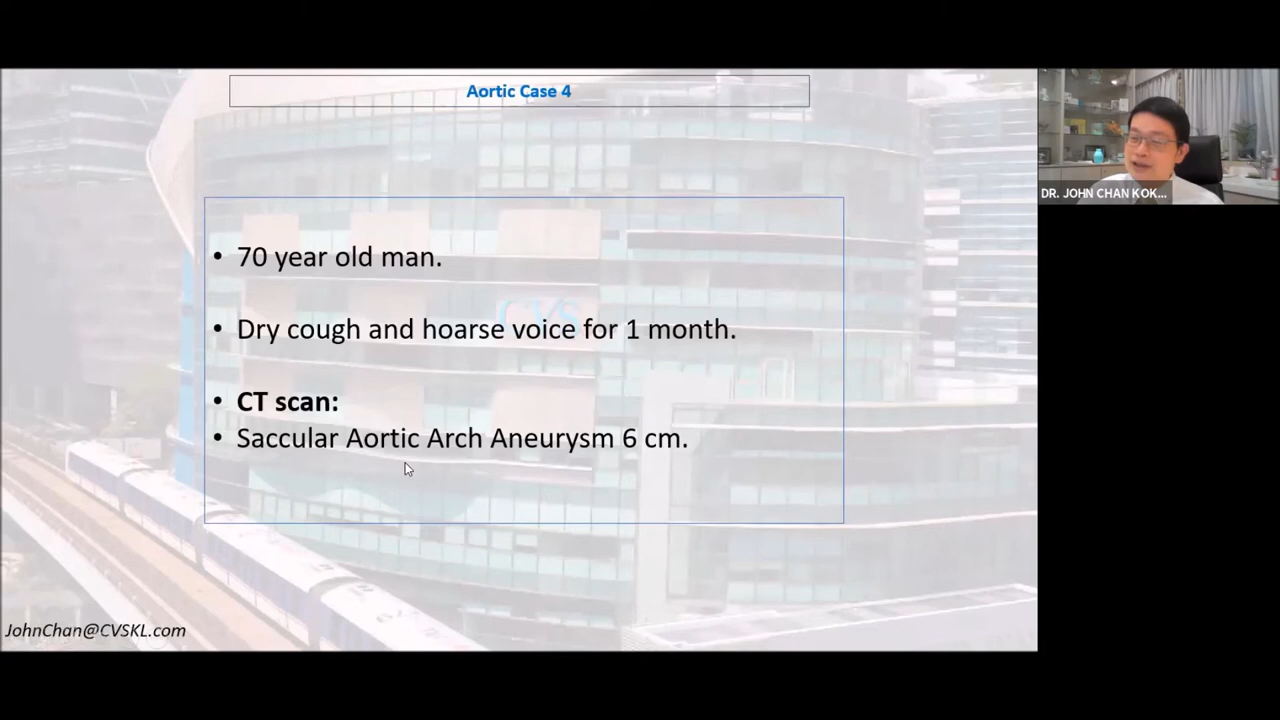 Aortic Case 4
• 70 year old man.
• Dry cough and hoarse voice for 1 month.
• CT scan:
• Saccular Aortic Arch Aneurysm 6 cm.
CVS
JohnChan@CVSKL.com
DR. JOHN CHAN KOK...